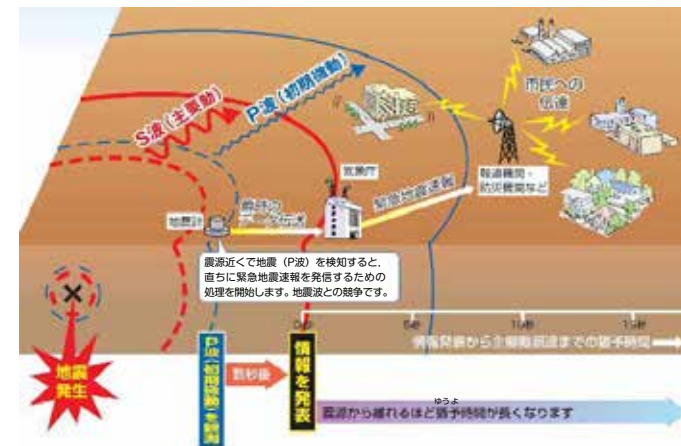 S波(主要動)
P波(初期微動)
市民への
伝達
気象庁
緊急地震速報
報道機関・
防災機関など
地震計
瞬時の
データ伝送
震源近くで地震(P波)を検知すると、
直ちに緊急地震速報を発信するための
処理を開始します。地震波との競争です。
0秒
5秒
10秒
15秒
情報発表から主要動到達までの猶予時間
地震
発生
P波(初期微動)を観測
数秒後
情報を発表
ゆうよ
震源から離れるほど猶予時間が長くなります